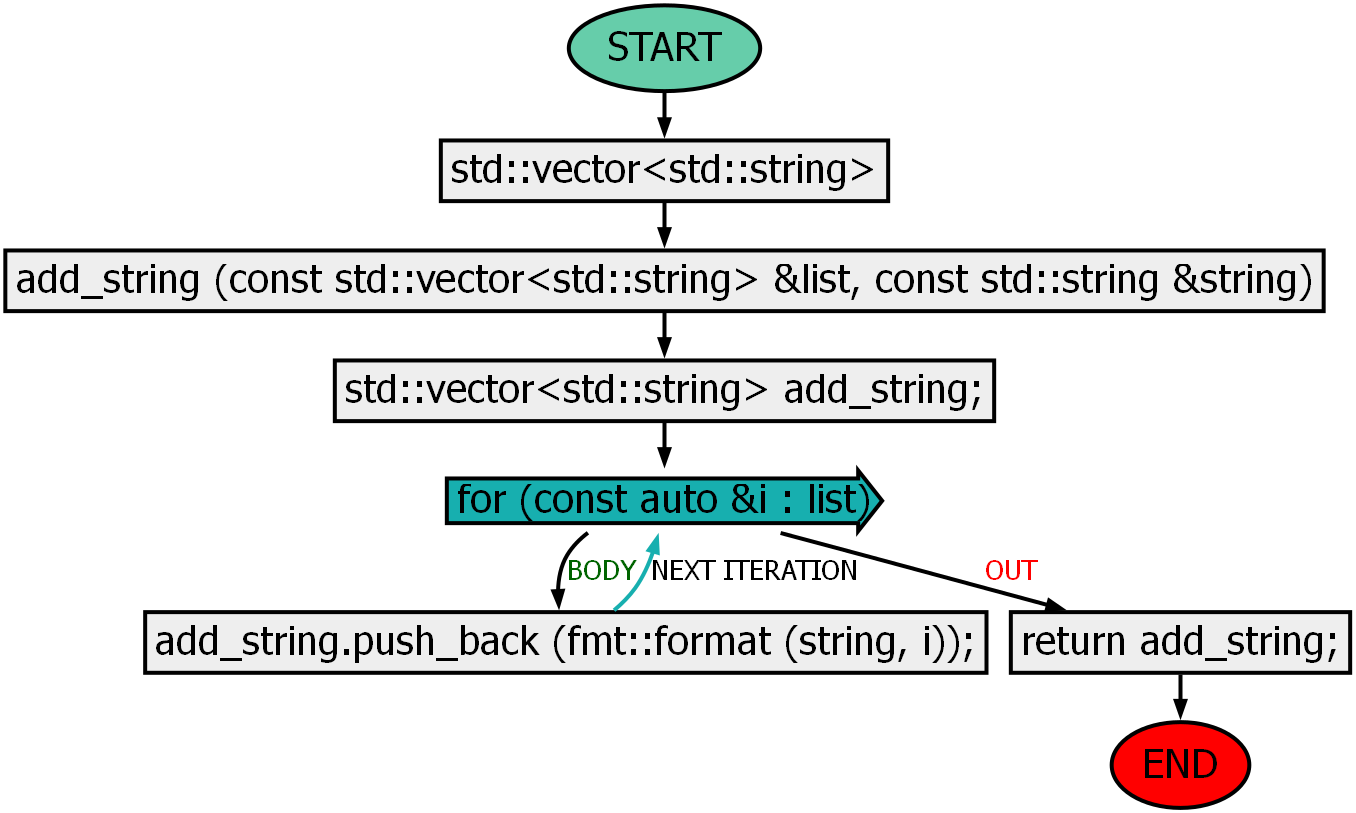 START
std::vector<std::string>
add_string (const std::vector<std::string> &list, const std::string &string)
std::vector<std::string> add_string;
for (const auto &i : list)
BODY
NEXT ITERATION
OUT
add_string.push_back (fmt::format (string, i));
return add_string;
END